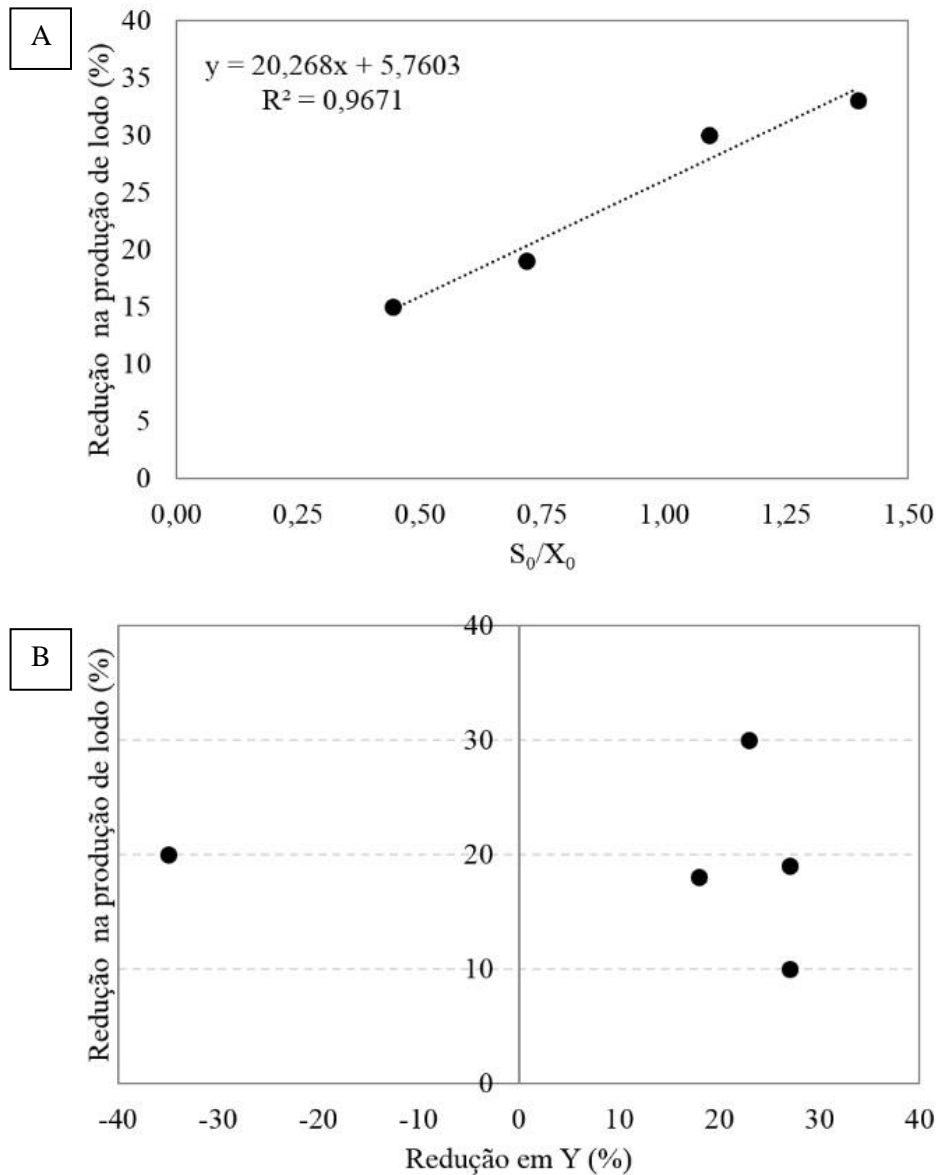 A
Redução na produção de lodo (%)
40
35
30
25
20
15
10
5
0
y = 20,268x + 5,7603
R² = 0,9671
0,00 0,25 0,50 0,75 1,00 1,25 1,50
S₀/X₀
B
Redução na produção de lodo (%)
40
30
20
10
0
-40 -30 -20 -10 0 10 20 30 40
Redução em Y (%)